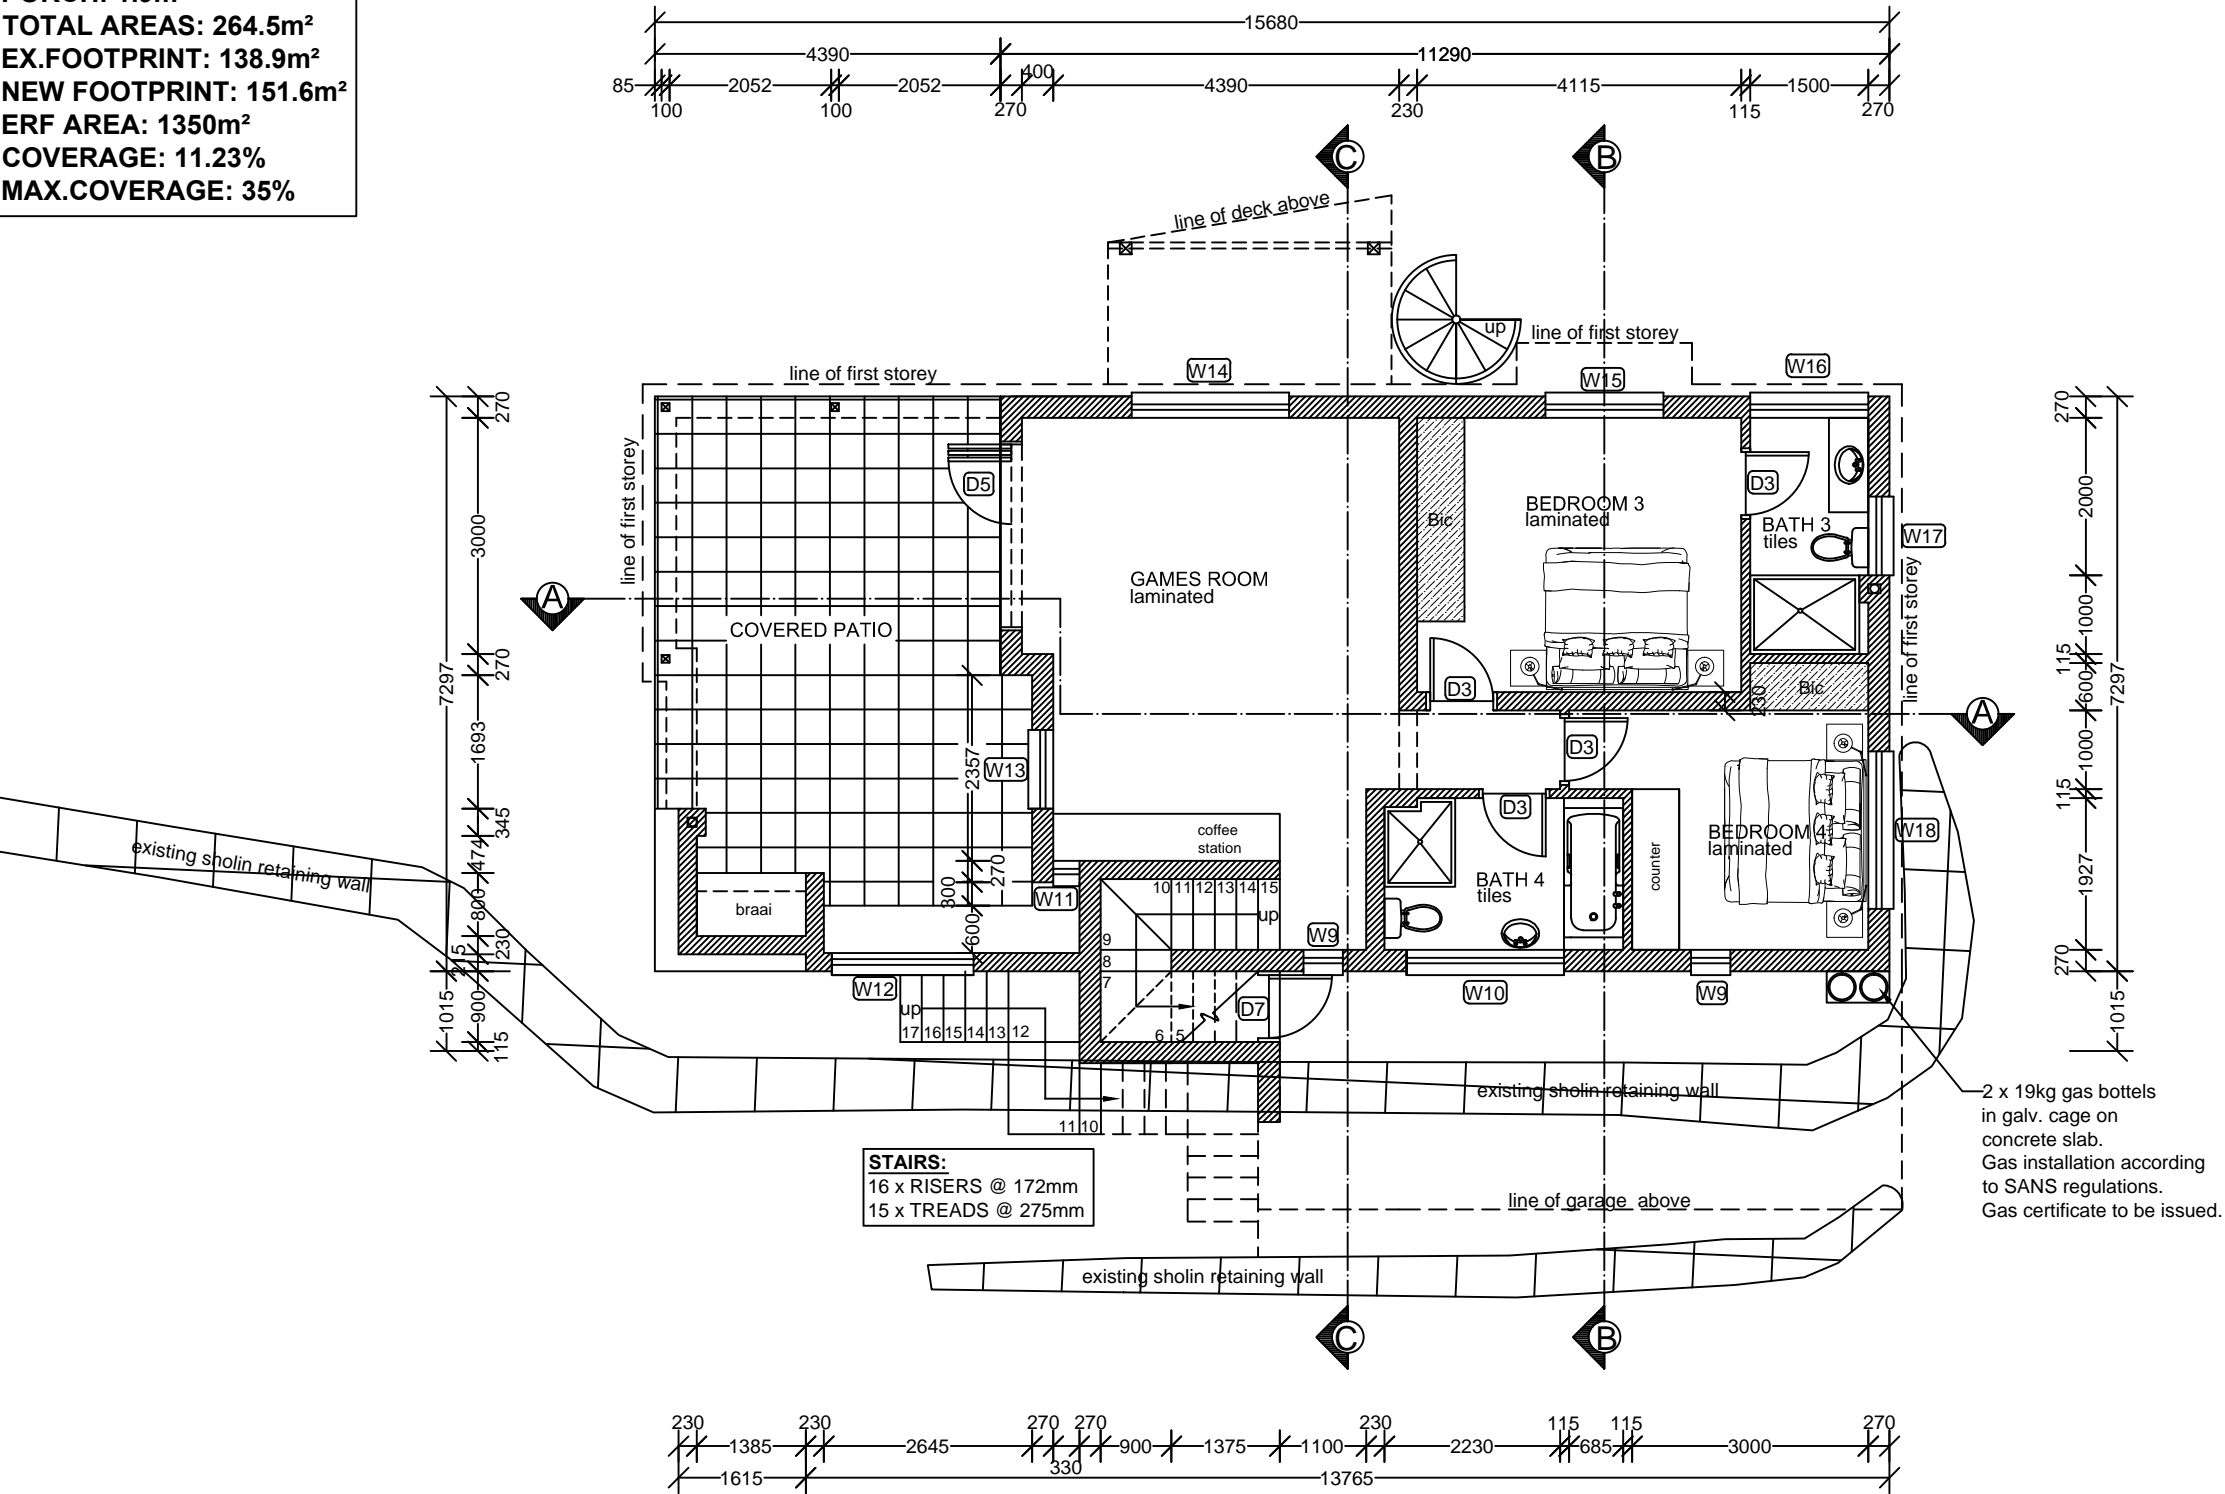 TOTAL AREAS: 264.5m²
EX.FOOTPRINT: 138.9m²
NEW FOOTPRINT: 151.6m²
ERF AREA: 1350m²
COVERAGE: 11.23%
MAX.COVERAGE: 35%
15680
4390 11290
85 2052 2052 400 4390 4115 1500
100 100 270 230 115 270
C B
line of deck above
up
line of first storey
line of first storey
W14 W15 W16
line of first storey
D5
Bic
BEDROOM 3
laminated
D3
BATH 3
tiles
W17
line of first storey
GAMES ROOM
laminated
A
COVERED PATIO
D3
Bic
230
A
D3
W13
2357
coffee
station
D3
BEDROOM 4
laminated
W18
counter
BATH 4
tiles
existing sholin retaining wall
braai
300
270
600
W11
10 11 12 13 14 15
up
9
8
7
6 5
W9
W12
D7
W10
W9
up
17 16 15 14 13 12
11 10
270
3000
270
1693
345
474
800
230
215
900
115
7297
1015
270
2000
1000
115
600
1000
115
1927
270
7297
1015
existing sholin retaining wall
2 x 19kg gas bottels
in galv. cage on
concrete slab.
Gas installation according
to SANS regulations.
Gas certificate to be issued.
STAIRS:
16 x RISERS @ 172mm
15 x TREADS @ 275mm
line of garage above
existing sholin retaining wall
C B
230 230 270 270 230 115 115 270
1385 2645 900 1375 1100 2230 685 3000
330
1615 13765